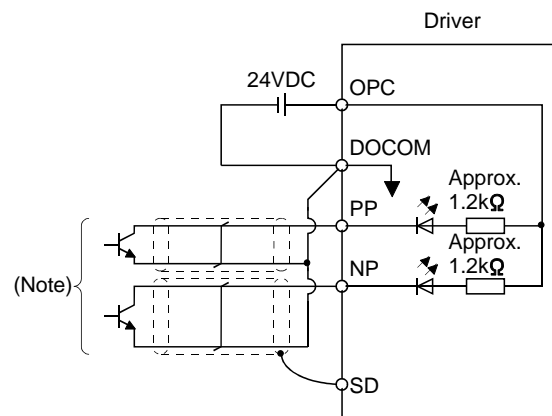 Driver
24VDC
OPC
DOCOM
Approx.
1.2kΩ
PP
Approx.
1.2kΩ
NP
(Note)
SD